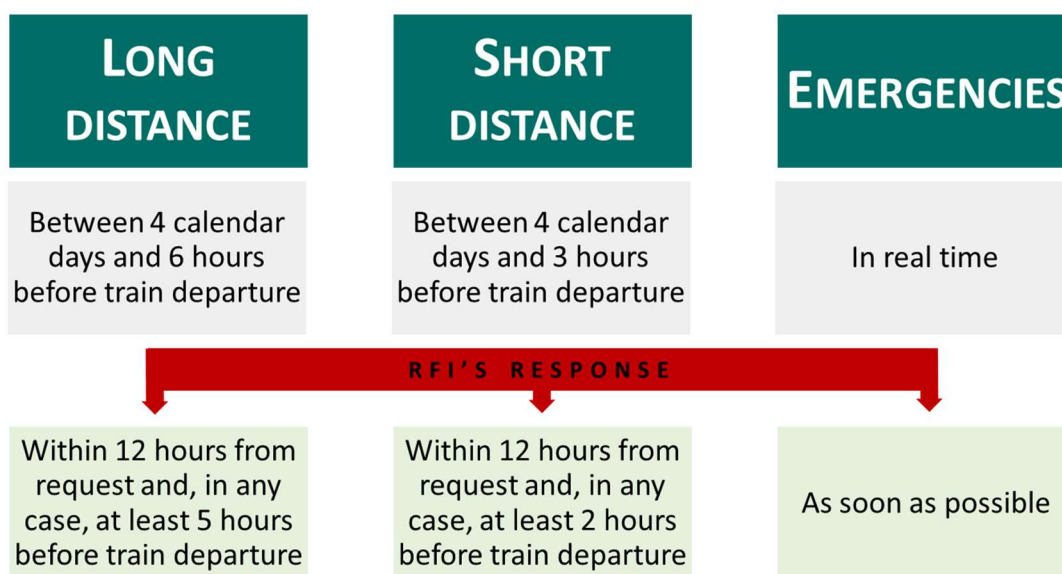 LONG
DISTANCE
SHORT
DISTANCE
EMERGENCIES
Between 4 calendar
days and 6 hours
before train departure
Between 4 calendar
days and 3 hours
before train departure
In real time
RFI'S RESPONSE
Within 12 hours from
request and, in any
case, at least 5 hours
before train departure
Within 12 hours from
request and, in any
case, at least 2 hours
before train departure
As soon as possible